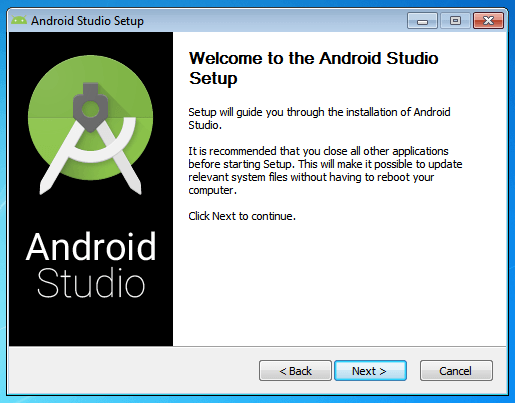 Android Studio Setup
Welcome to the Android Studio
Setup
Setup will guide you through the installation of Android
Studio.
It is recommended that you close all other applications
before starting Setup. This will make it possible to update
relevant system files without having to reboot your
computer.
Click Next to continue.
Android
Studio
< Back
Next >
Cancel